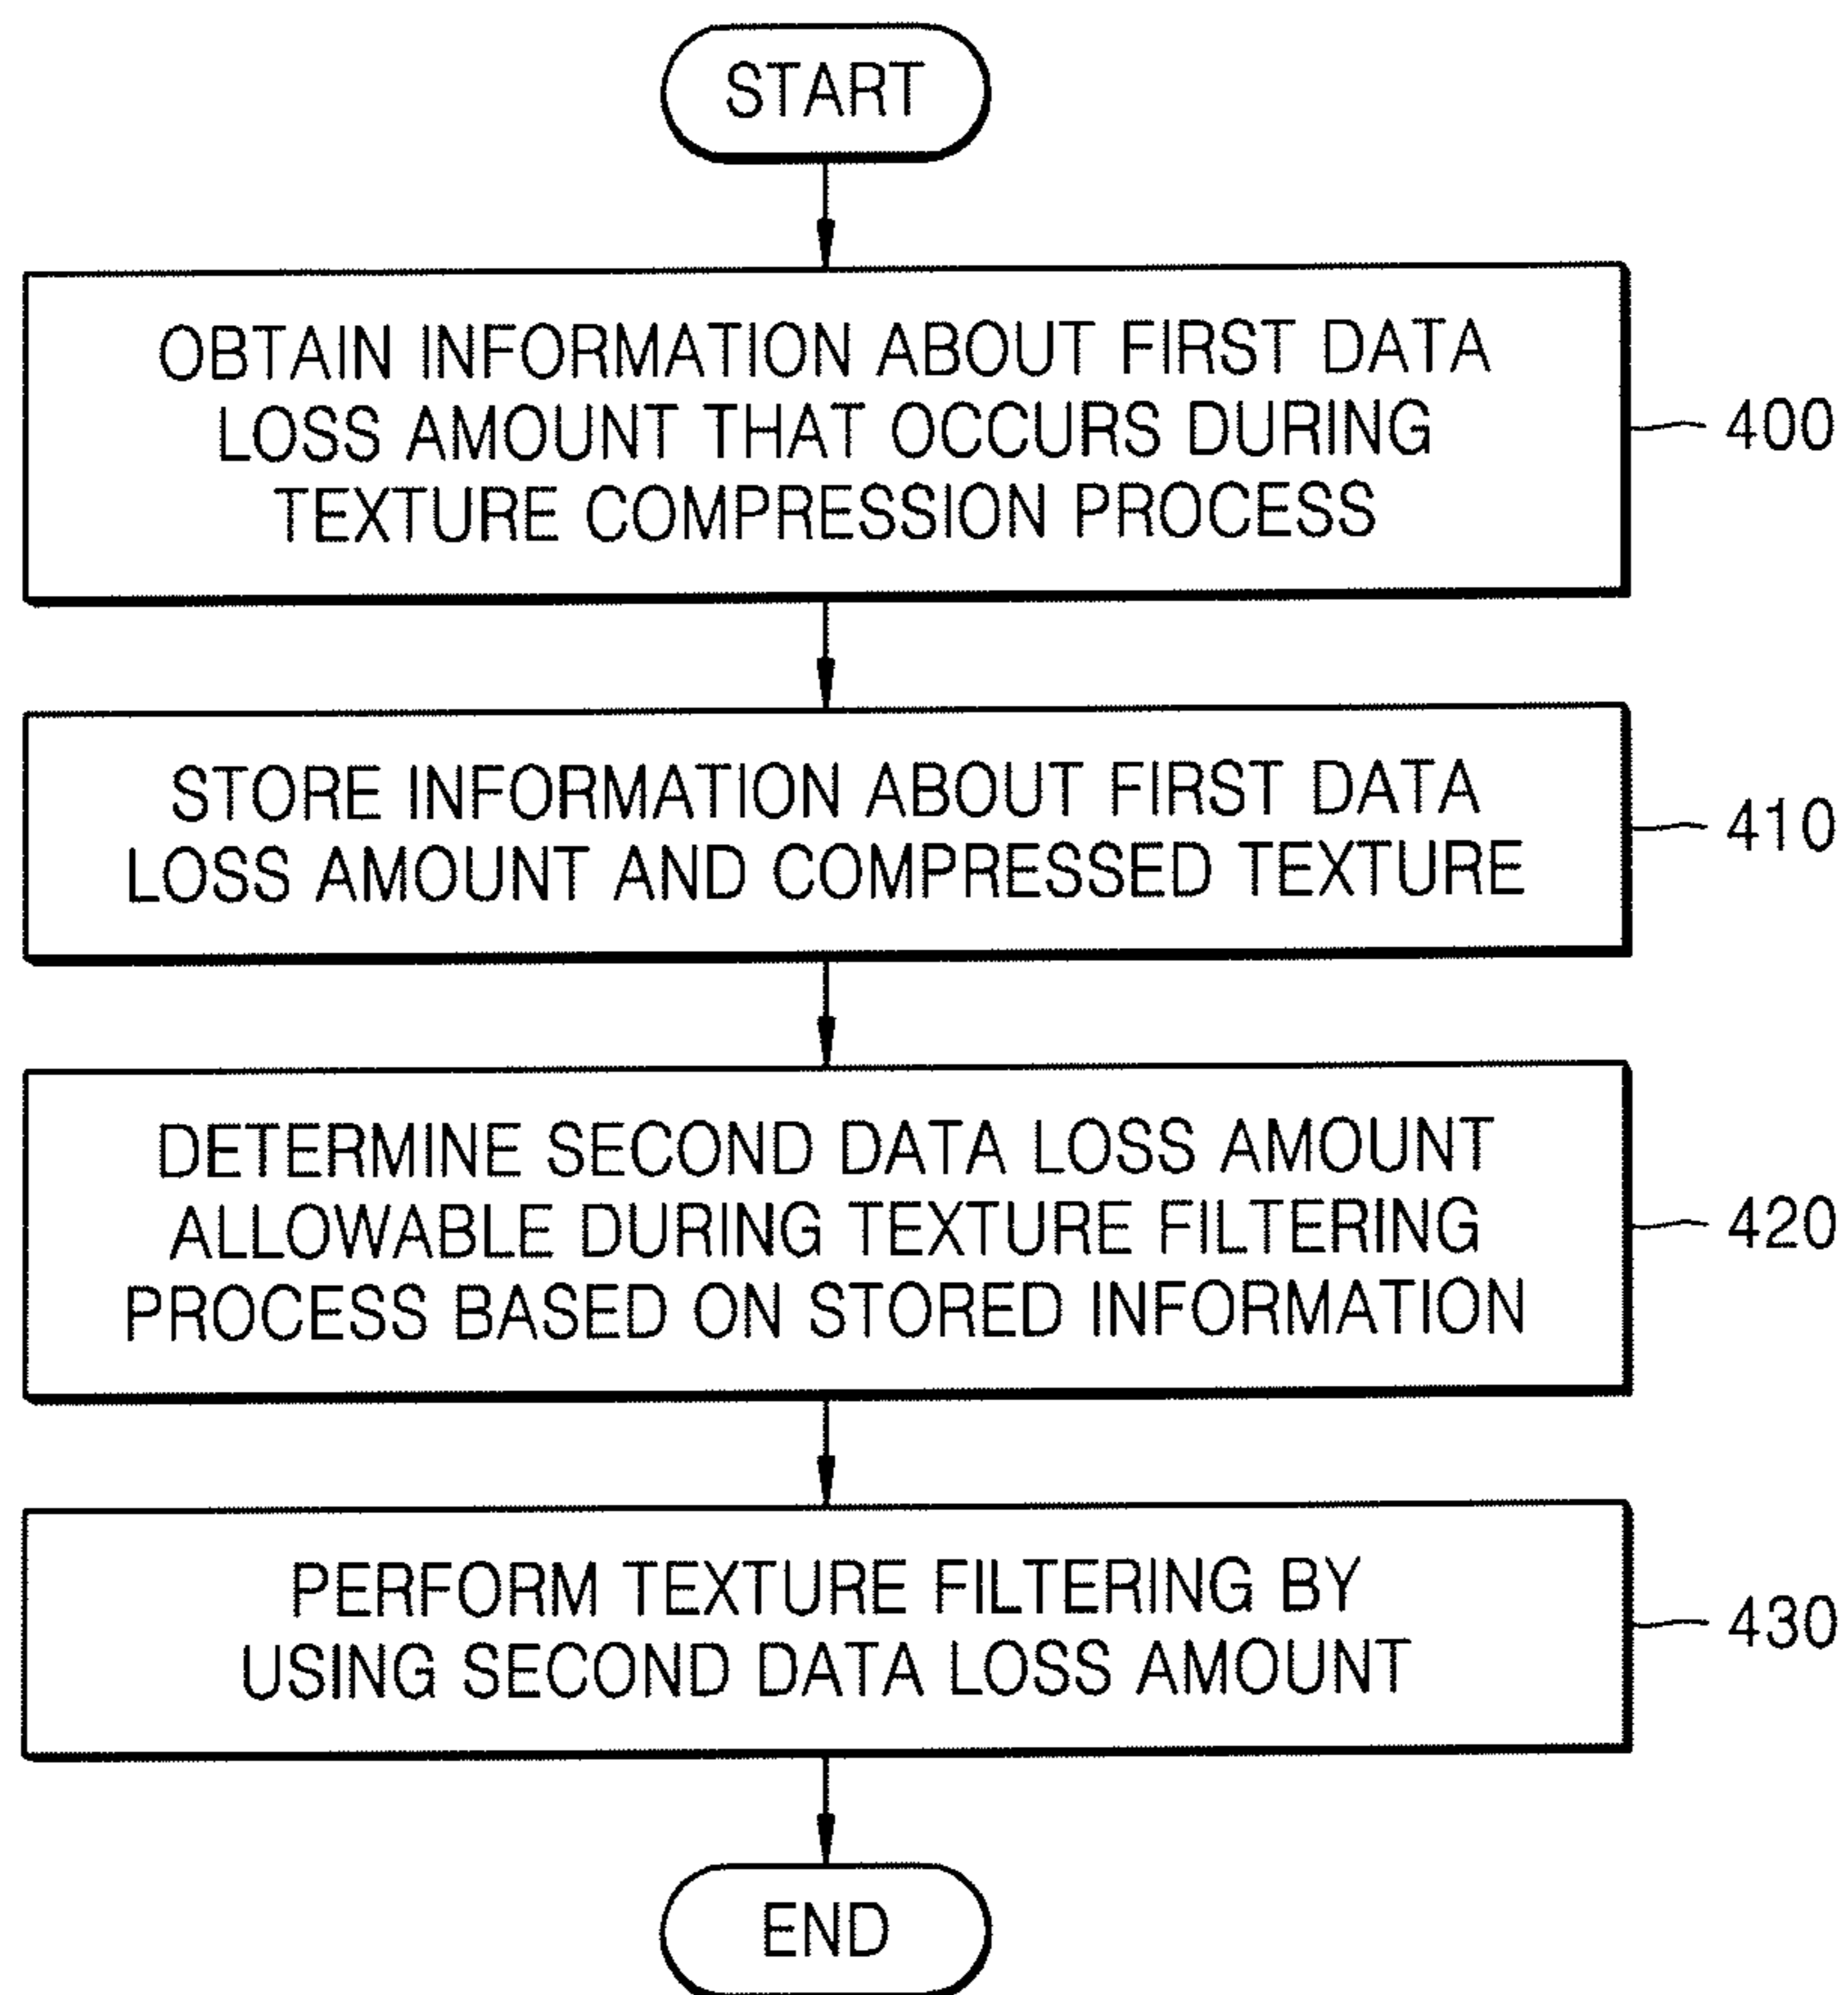 START
OBTAIN INFORMATION ABOUT FIRST DATA
LOSS AMOUNT THAT OCCURS DURING
TEXTURE COMPRESSION PROCESS
400
STORE INFORMATION ABOUT FIRST DATA
LOSS AMOUNT AND COMPRESSED TEXTURE
410
DETERMINE SECOND DATA LOSS AMOUNT
ALLOWABLE DURING TEXTURE FILTERING
PROCESS BASED ON STORED INFORMATION
420
PERFORM TEXTURE FILTERING BY
USING SECOND DATA LOSS AMOUNT
430
END